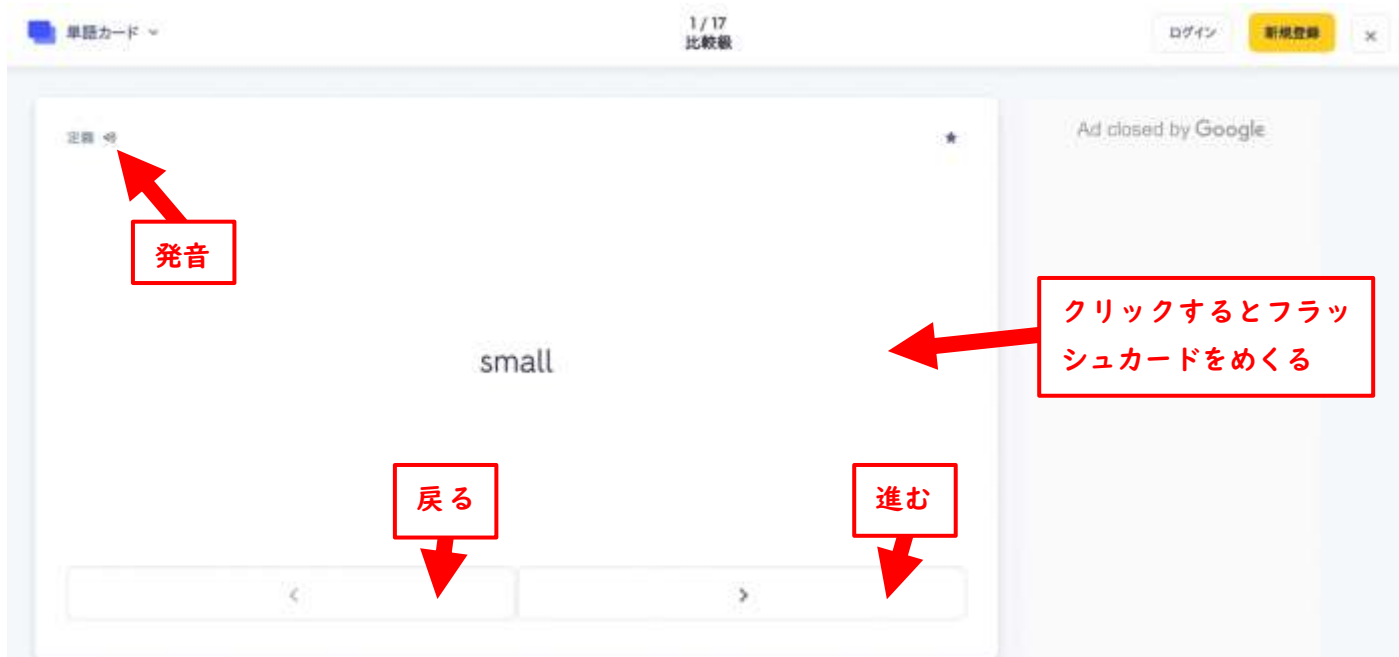 単語カード
1 / 17
比較級
ログイン
新規登録
定義
Ad closed by Google
発音
クリックするとフラッ
シュカードをめくる
small
戻る
進む